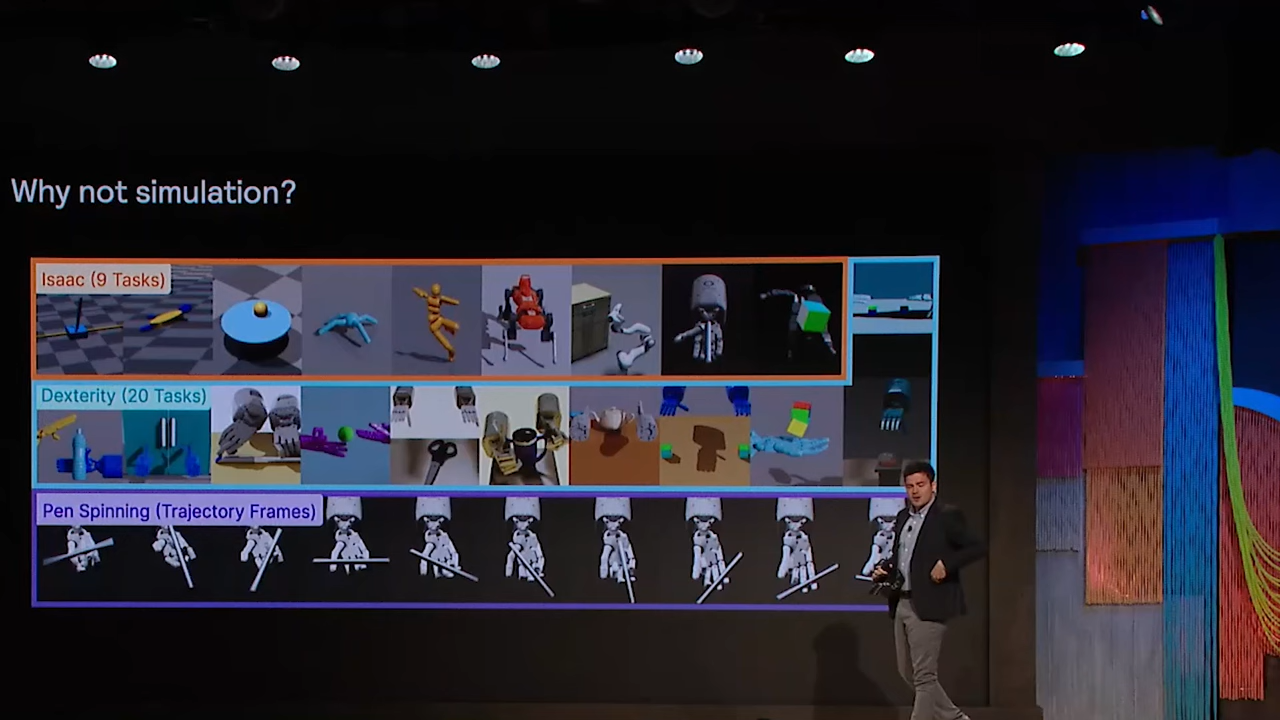 Why not simulation?
Isaac (9 Tasks)
Dexterity (20 Tasks)
Pen Spinning (Trajectory Frames)